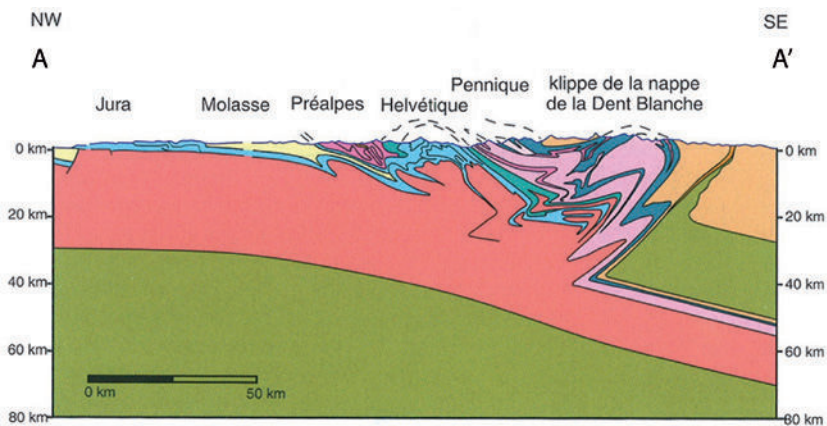 NW
SE
A
A'
Pennique
klippe de la nappe
de la Dent Blanche
Jura
Molasse
Préalpes
Helvétique
0 km
0 km
20 km
20 km
40 km
40 km
60 km
60 km
0 km
50 km
80 km
80 km